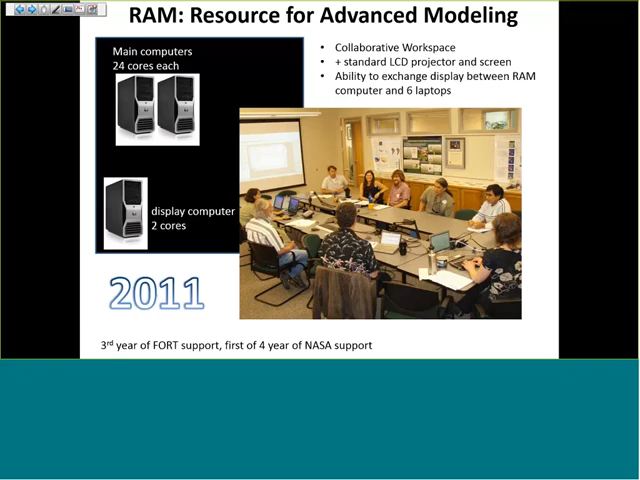 RAM: Resource for Advanced Modeling
Main computers
24 cores each
• Collaborative Workspace
• + standard LCD projector and screen
• Ability to exchange display between RAM
computer and 6 laptops
display computer
2 cores
2011
3rd year of FORT support, first of 4 year of NASA support